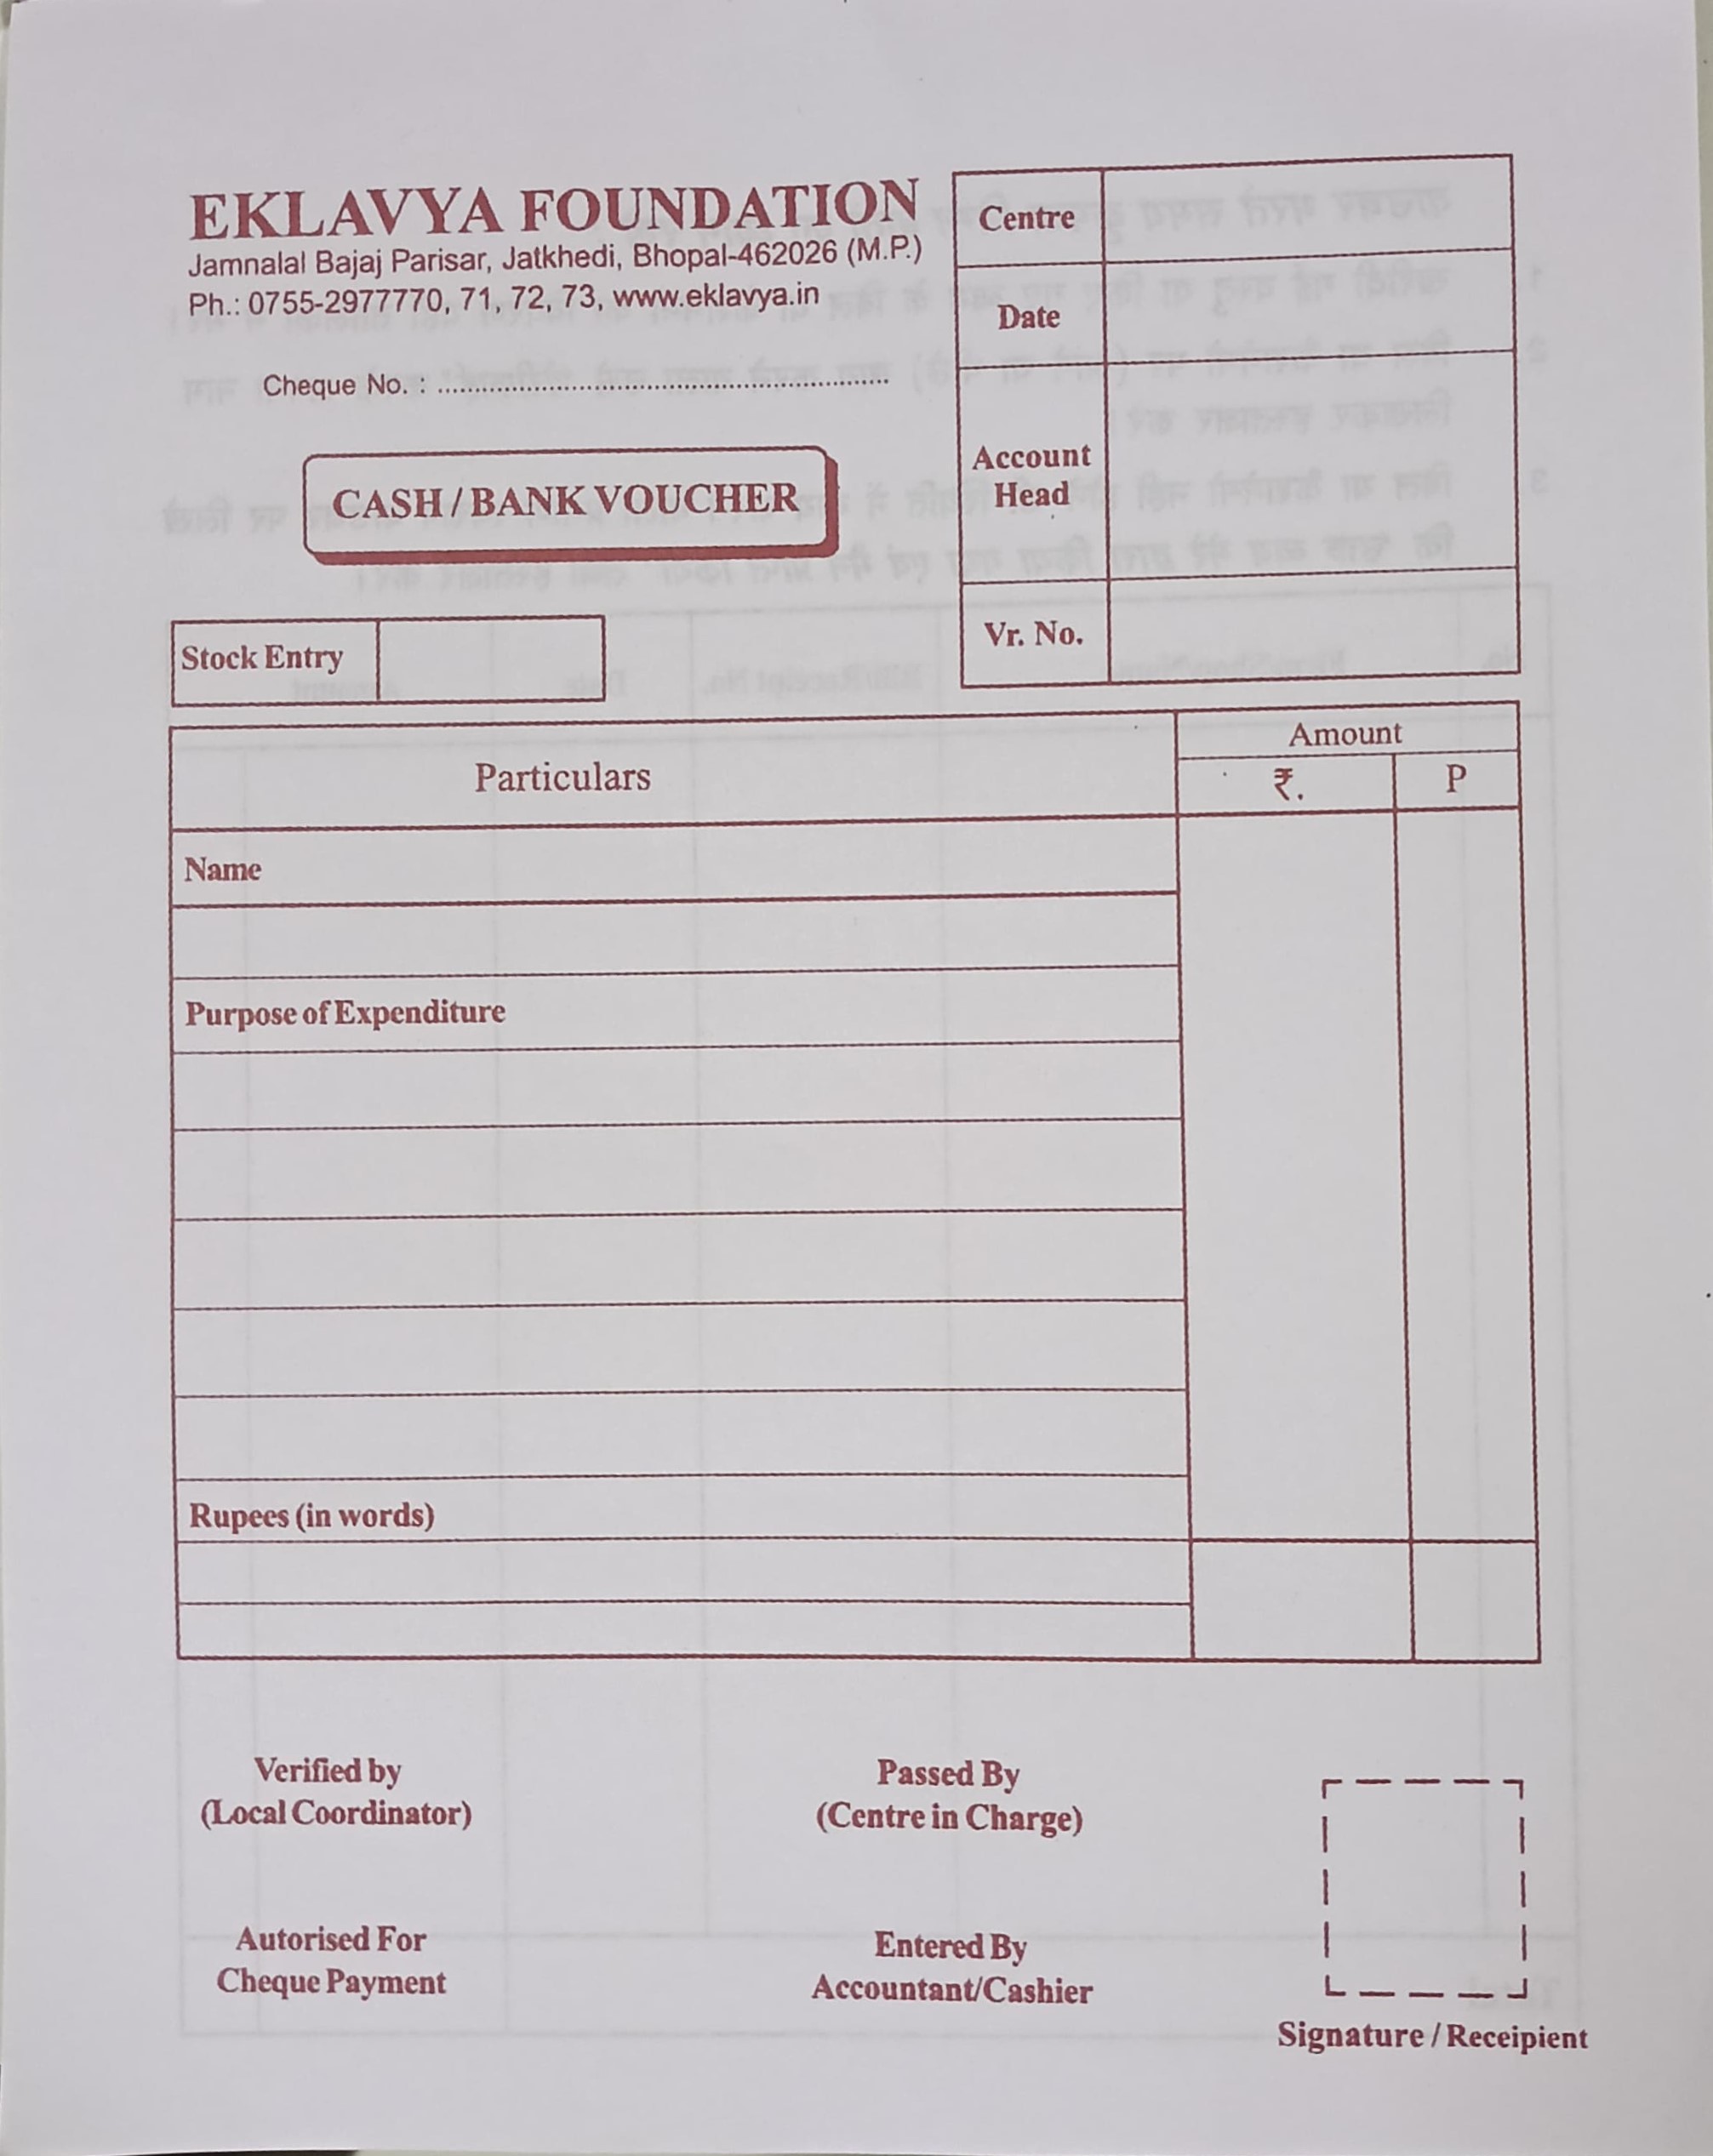 EKLAVYA FOUNDATION
Jamnalal Bajaj Parisar, Jatkhedi, Bhopal-462026 (M.P.)
Ph.: 0755-2977770, 71, 72, 73, www.eklavya.in
Cheque No. : ............................................................
CASH / BANK VOUCHER
Centre
Date
Account
Head
Vr. No.
Stock Entry
Particulars
Amount
₹.
P
Name
Purpose of Expenditure
Rupees (in words)
Verified by
(Local Coordinator)
Passed By
(Centre in Charge)
Autorised For
Cheque Payment
Entered By
Accountant/Cashier
Signature / Receipient